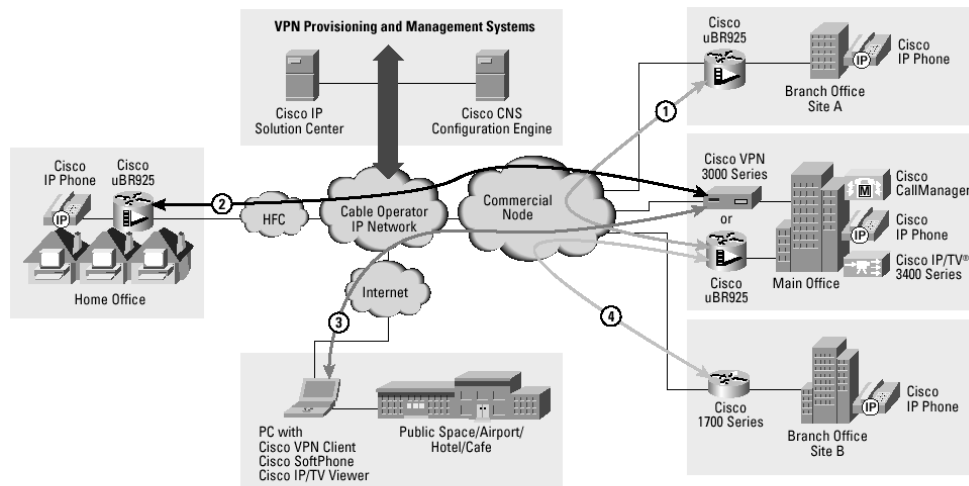 VPN Provisioning and Management Systems
Cisco IP
Solution Center
Cisco CNS
Configuration Engine
Cisco
uBR925
Cisco
IP Phone
IP
Branch Office
Site A
1
Cisco
IP Phone
Cisco
uBR925
IP
Home Office
2
HFC
Cable Operator
IP Network
Commercial
Node
Cisco VPN
3000 Series
or
Cisco
uBR925
Main Office
Cisco
CallManager
M
Cisco
IP Phone
IP
Cisco IP/TV®
3400 Series
Internet
3
4
PC with
Cisco VPN Client
Cisco SoftPhone
Cisco IP/TV Viewer
Public Space/Airport/
Hotel/Cafe
Cisco
1700 Series
Cisco
IP Phone
IP
Branch Office
Site B